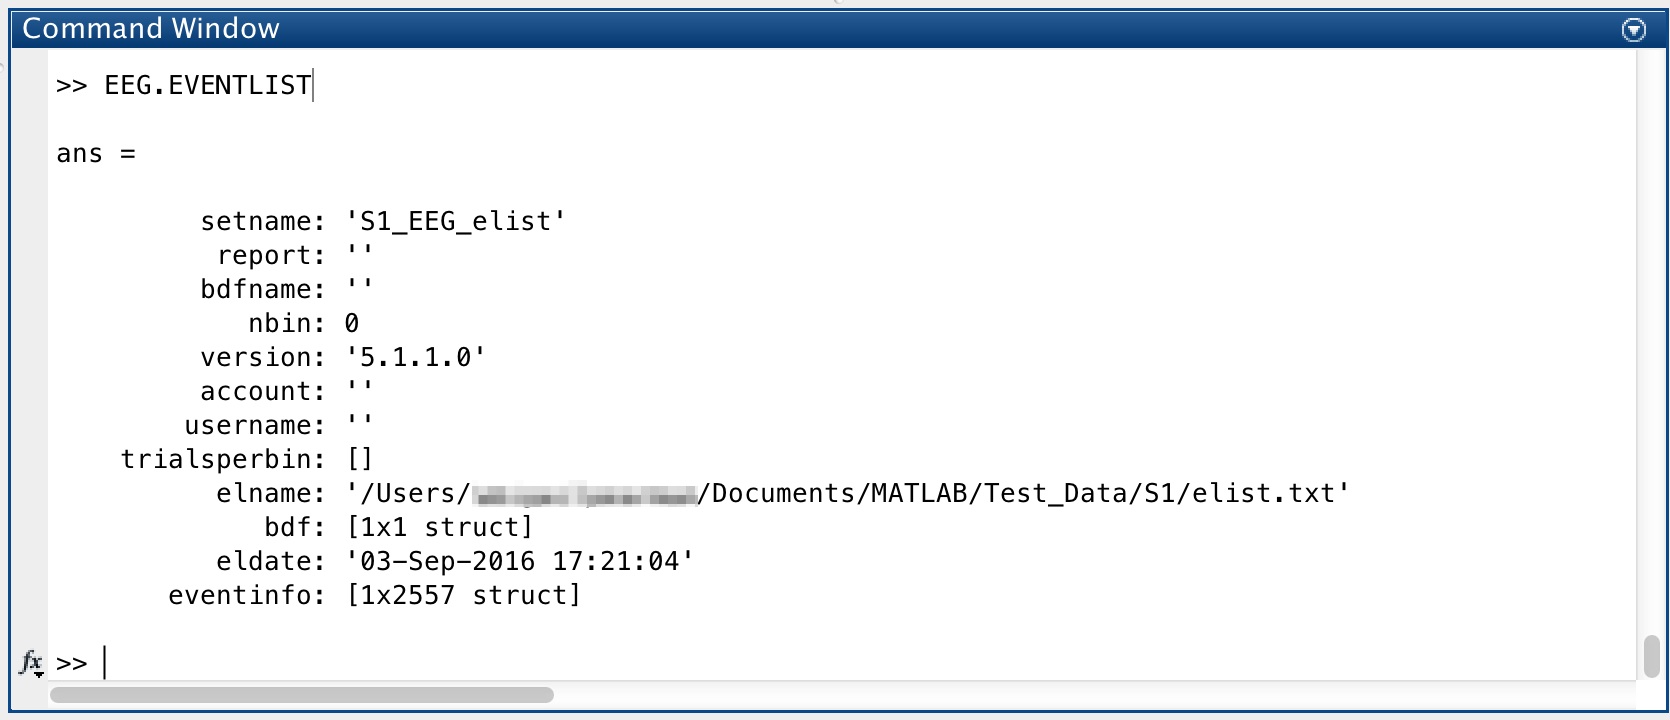 Command Window
>> EEG.EVENTLIST
ans =
setname: 'S1_EEG_elist'
report: ''
bdfname: ''
nbin: 0
version: '5.1.1.0'
account: ''
username: ''
trialsperbin: []
elname: '/Users/ /Documents/MATLAB/Test_Data/S1/elist.txt'
bdf: [1x1 struct]
eldate: '03-Sep-2016 17:21:04'
eventinfo: [1x2557 struct]
fx >>